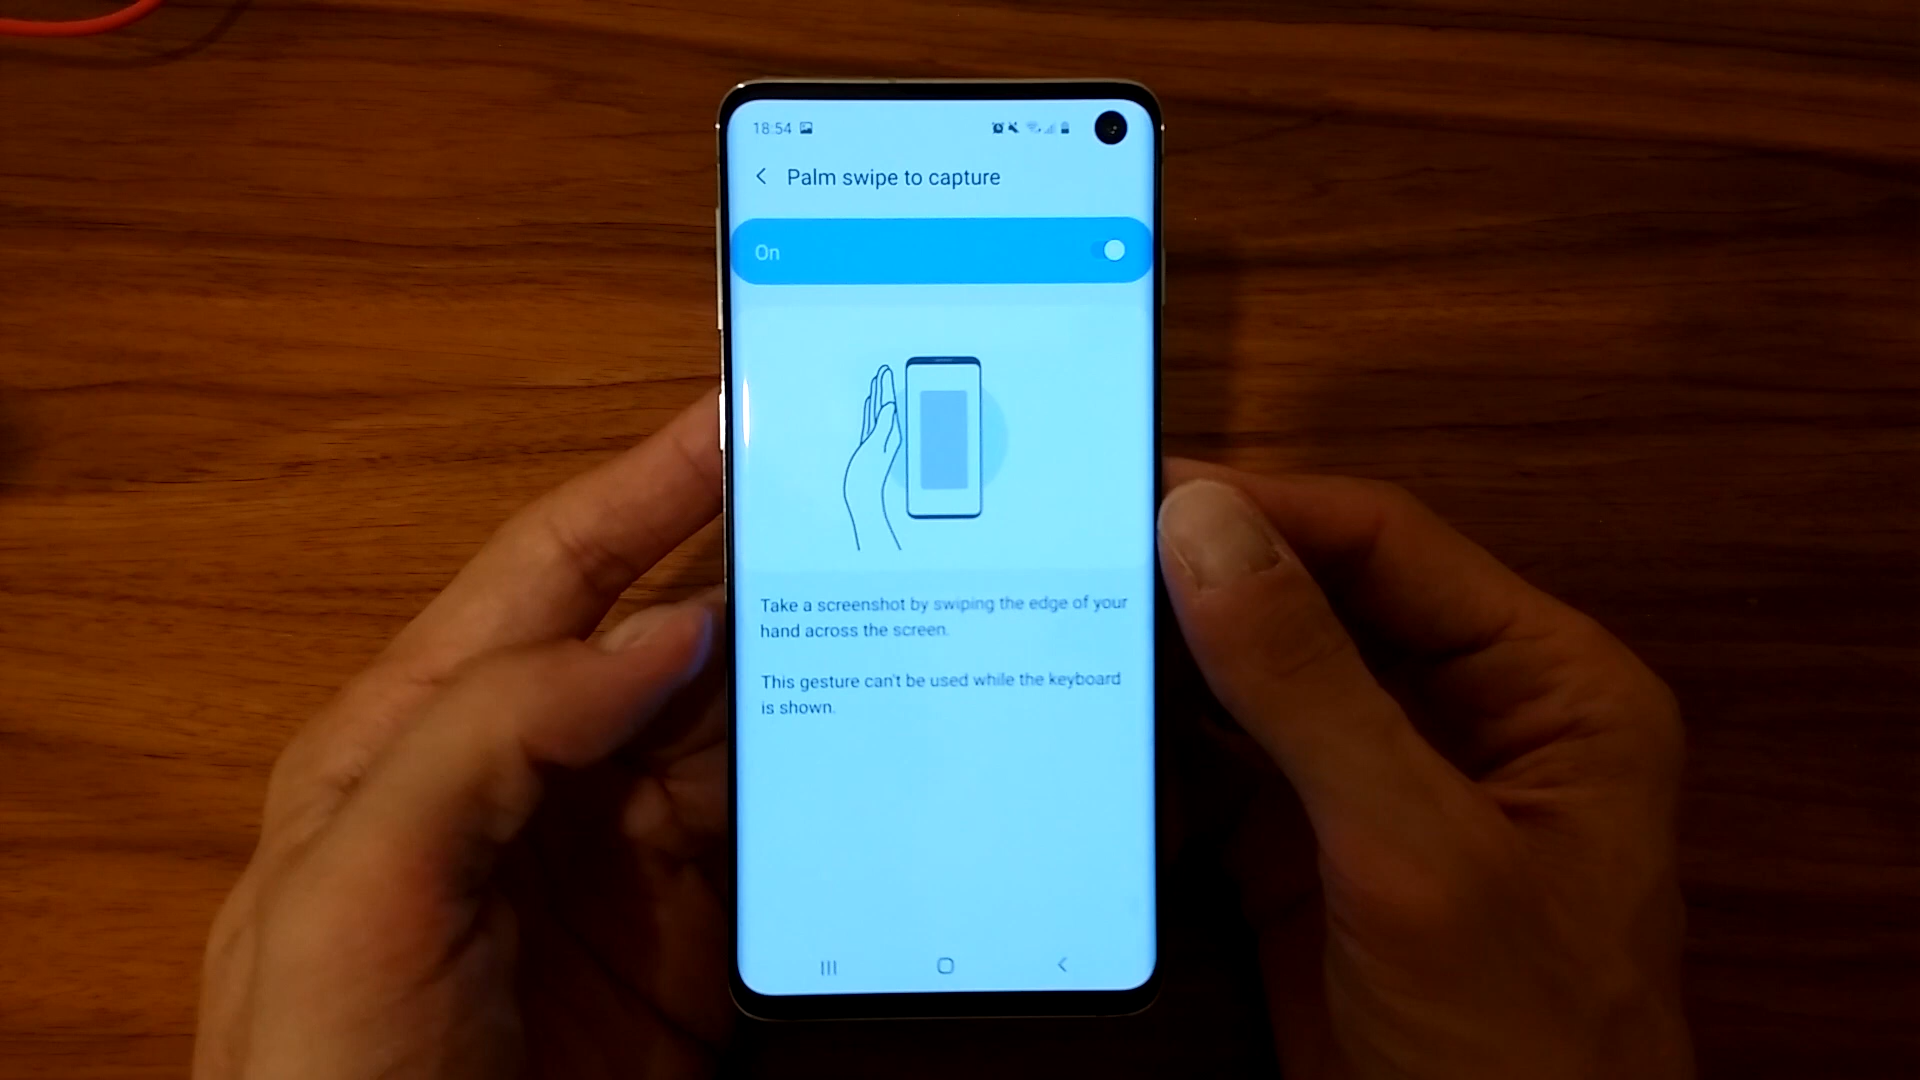 18:54
Palm swipe to capture
On
Take a screenshot by swiping the edge of your
hand across the screen.
This gesture can't be used while the keyboard
is shown.